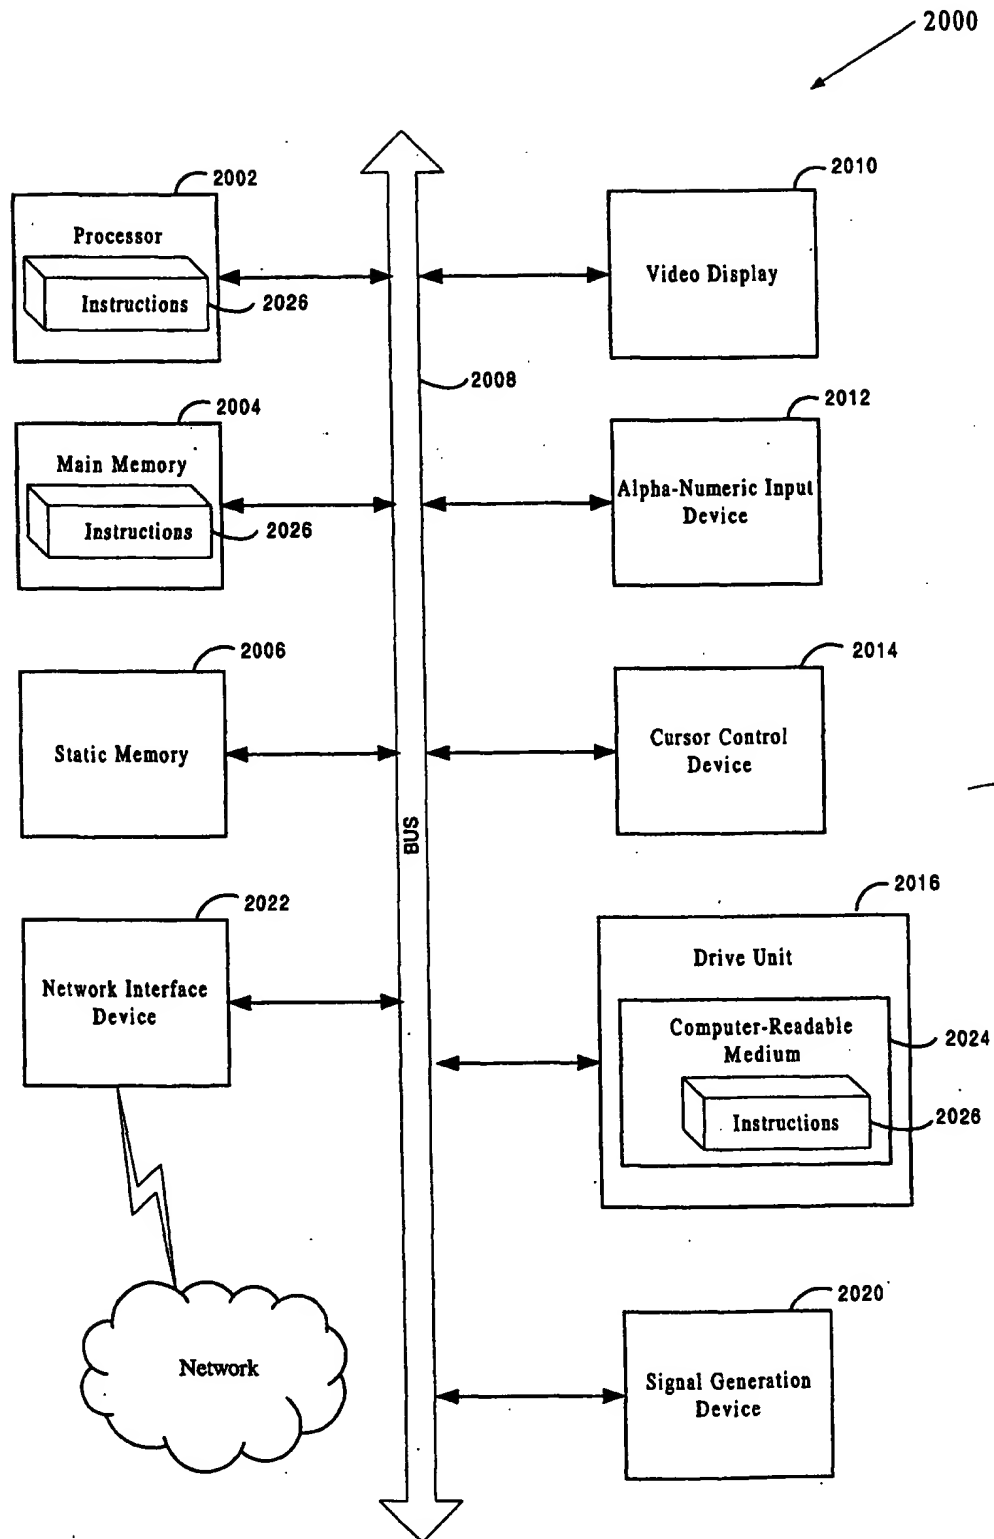 2000
2002
Processor
Instructions
2026
2010
Video Display
2008
2004
Main Memory
Instructions
2026
2012
Alpha-Numeric Input
Device
2006
Static Memory
2014
Cursor Control
Device
BUS
2022
Network Interface
Device
2016
Drive Unit
Computer-Readable
Medium
2024
Instructions
2026
Network
2020
Signal Generation
Device